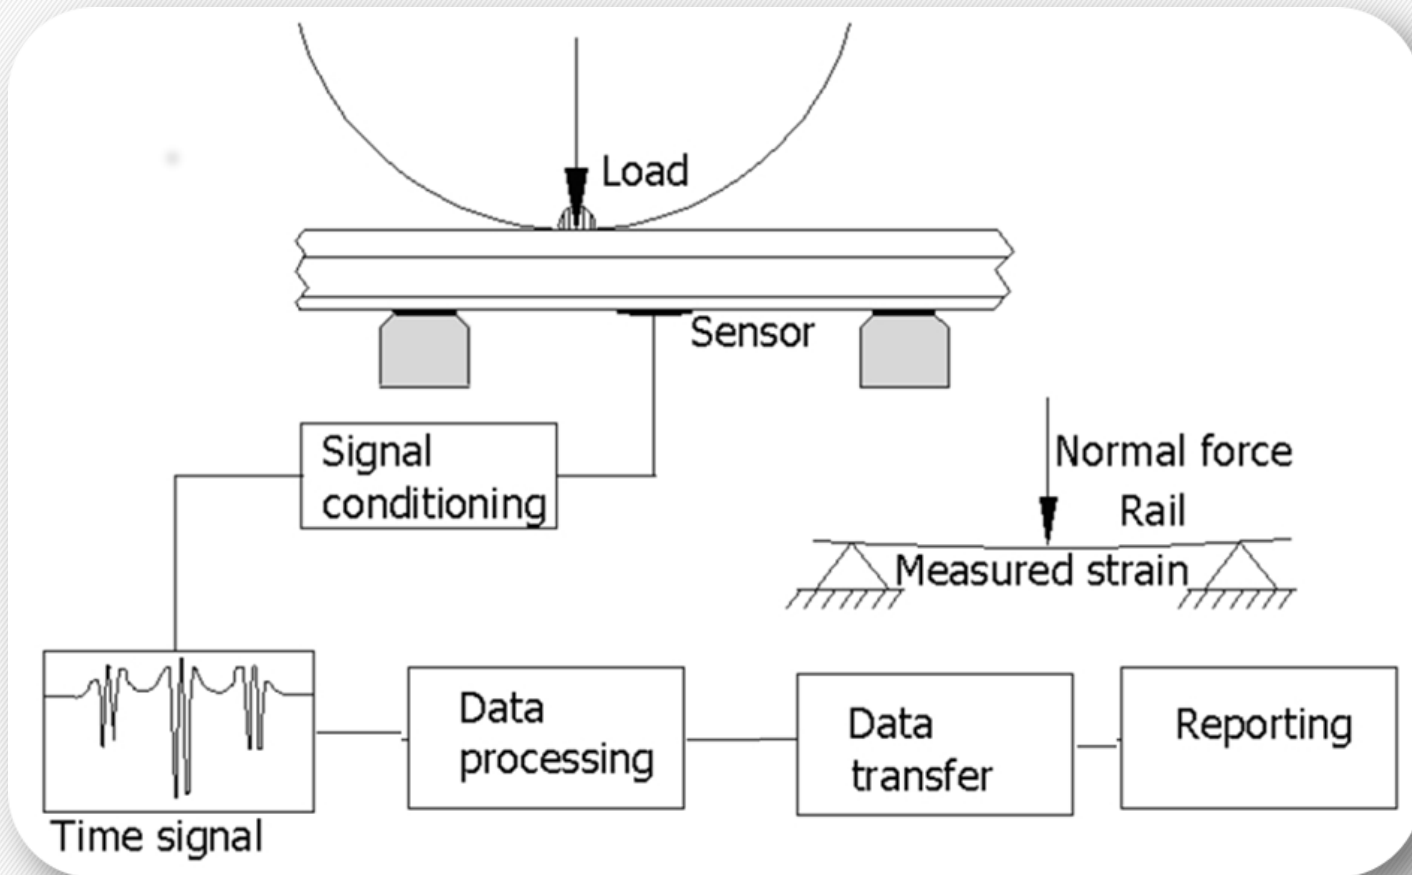 Load
Sensor
Signal
conditioning
Normal force
Rail
Measured strain
Time signal
Data
processing
Data
transfer
Reporting